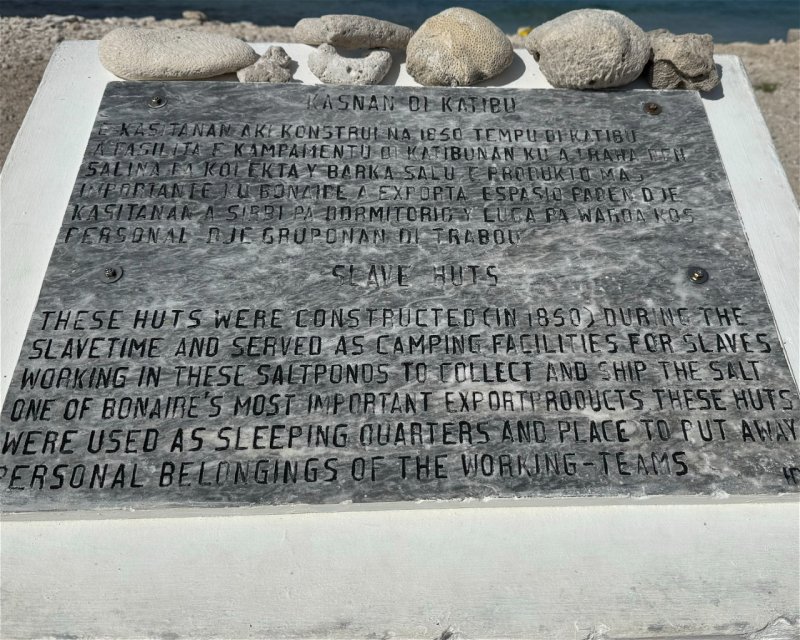 KASNAN DI KATIBU
E KASITANAN AKI KONSTRUI NA 1850 TEMPU DI KATIBU
A FASILITA E KAMPAMENTU DI KATIBUNAN KU A TRAHA DEN
SALINA PA KOLEKTA Y BARKA SALU E PRODUKTO MAS
IMPORTANTE KU BONAIRE A EXPORTA ESPASIO PADEN DJE
KASITANAN A SIRBI PA DORMITORIO Y LUGA PA WARDA KOS
PERSONAL DJE GRUPONAN DI TRABOU
SLAVE HUTS
THESE HUTS WERE CONSTRUCTED (IN 1850) DURING THE
SLAVETIME AND SERVED AS CAMPING FACILITIES FOR SLAVES
WORKING IN THESE SALTPONDS TO COLLECT AND SHIP THE SALT
ONE OF BONAIRE'S MOST IMPORTANT EXPORTPRODUCTS THESE HUTS
WERE USED AS SLEEPING QUARTERS AND PLACE TO PUT AWAY
PERSONAL BELONGINGS OF THE WORKING-TEAMS